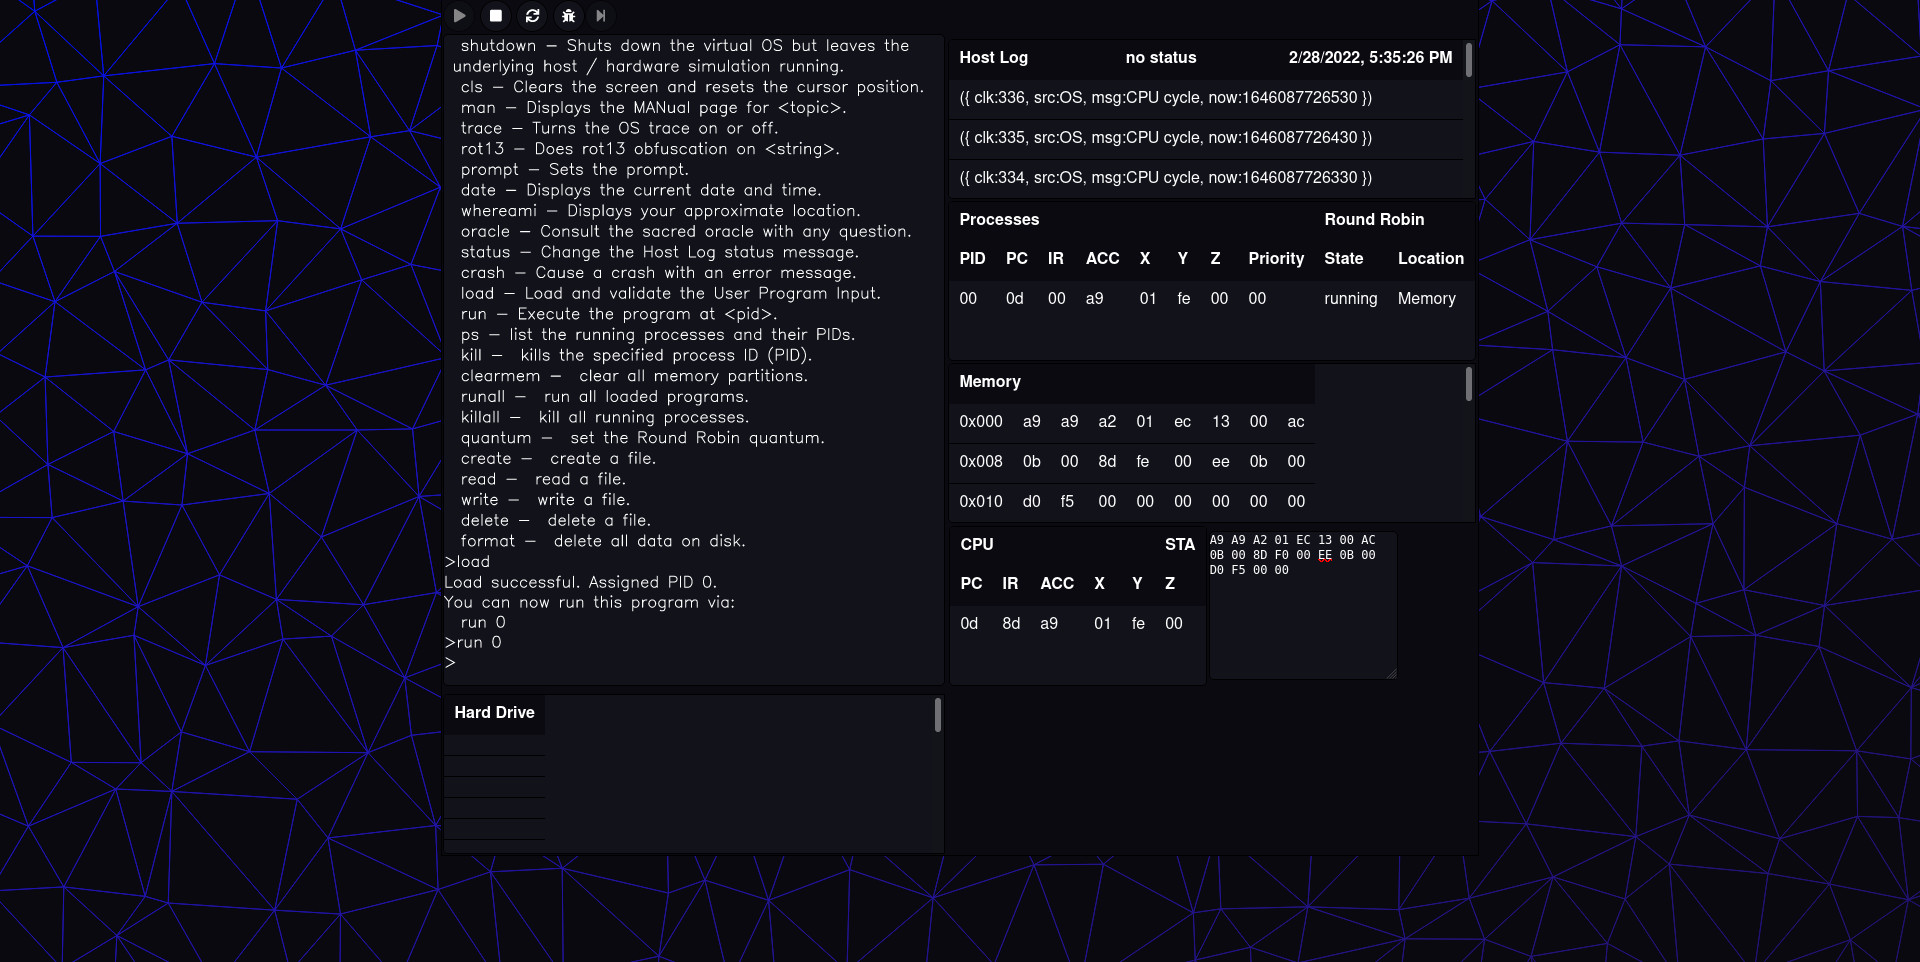 shutdown – Shuts down the virtual OS but leaves the
underlying host / hardware simulation running.
cls – Clears the screen and resets the cursor position.
man – Displays the MANual page for <topic>.
trace – Turns the OS trace on or off.
rot13 – Does rot13 obfuscation on <string>.
prompt – Sets the prompt.
date – Displays the current date and time.
whereami – Displays your approximate location.
oracle – Consult the sacred oracle with any question.
status – Change the Host Log status message.
crash – Cause a crash with an error message.
load – Load and validate the User Program Input.
run – Execute the program at <pid>.
ps – list the running processes and their PIDs.
kill – kills the specified process ID (PID).
clearmem – clear all memory partitions.
runall – run all loaded programs.
killall – kill all running processes.
quantum – set the Round Robin quantum.
create – create a file.
read – read a file.
write – write a file.
delete – delete a file.
format – delete all data on disk.
>load
Load successful. Assigned PID 0.
You can now run this program via:
run 0
>run 0
>
Hard Drive
Host Log no status 2/28/2022, 5:35:26 PM
({ clk:336, src:OS, msg:CPU cycle, now:1646087726530 })
({ clk:335, src:OS, msg:CPU cycle, now:1646087726430 })
({ clk:334, src:OS, msg:CPU cycle, now:1646087726330 })
Processes Round Robin
PID PC IR ACC X Y Z Priority State Location
00 0d 00 a9 01 fe 00 00 running Memory
Memory
0x000 a9 a9 a2 01 ec 13 00 ac
0x008 0b 00 8d fe 00 ee 0b 00
0x010 d0 f5 00 00 00 00 00 00
CPU STA
PC IR ACC X Y Z
0d 8d a9 01 fe 00
A9 A9 A2 01 EC 13 00 AC
0B 00 8D F0 00 EE 0B 00
D0 F5 00 00